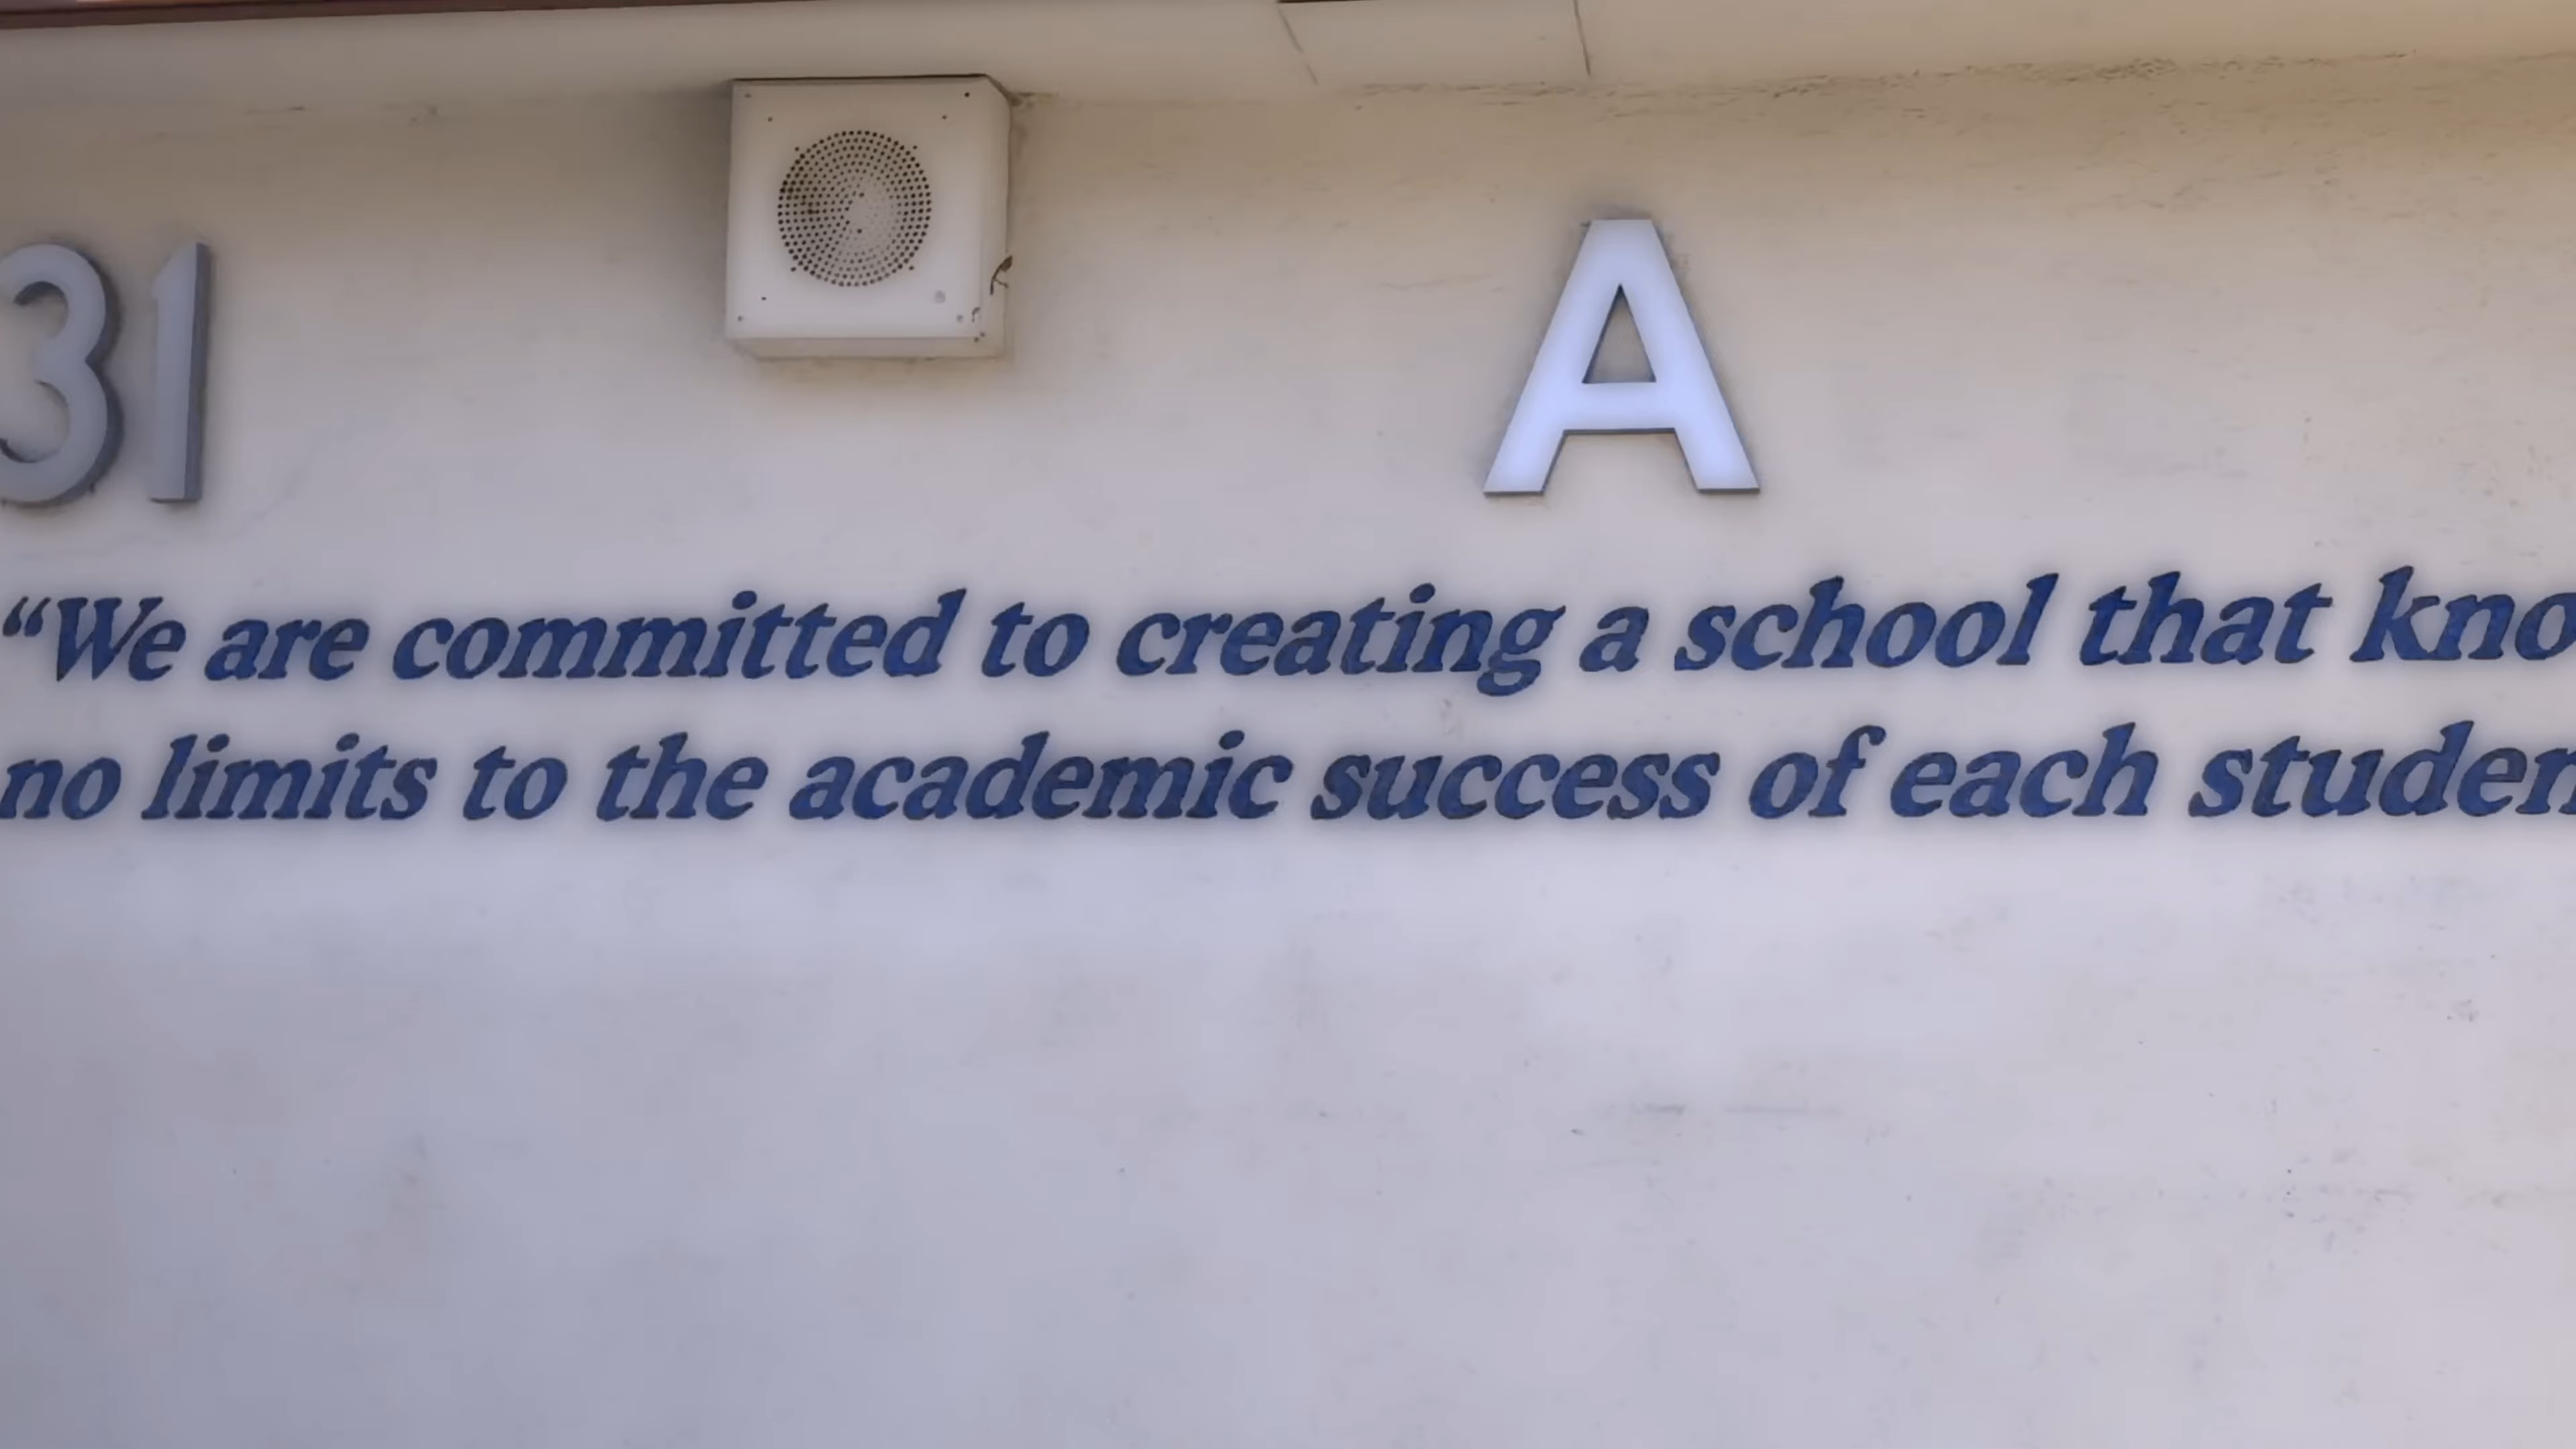 31 A
“We are committed to creating a school that kno
no limits to the academic success of each studen